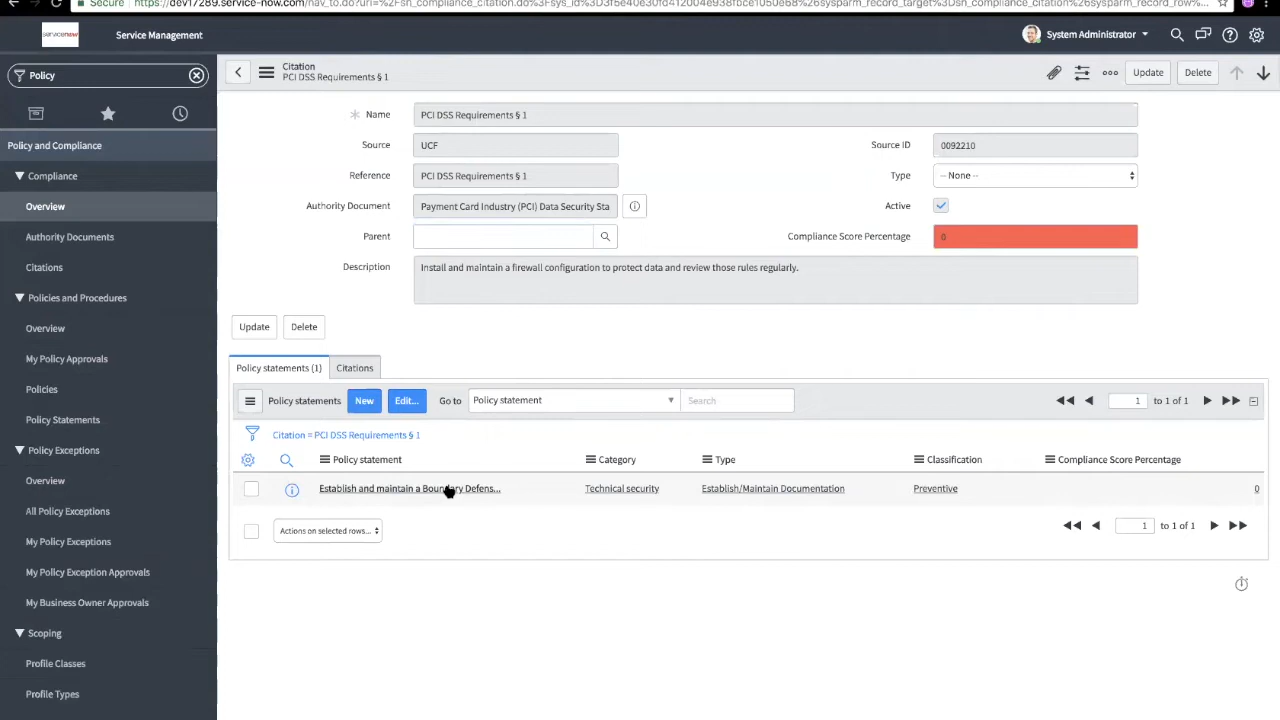 Secure https://dev17289.service-now.com/nav_to.do?uri=%2Fsn_compliance_citation.do%3Fsys_id%3D3f6e40e30fd412004938fbce1050e68%26sysparm_record_target%3Dsn_compliance_citation%26sysparm_record_row%...
servicenow Service Management System Administrator
Policy
Policy and Compliance
Compliance
Overview
Authority Documents
Citations
Policies and Procedures
Overview
My Policy Approvals
Policies
Policy Statements
Policy Exceptions
Overview
All Policy Exceptions
My Policy Exceptions
My Policy Exception Approvals
My Business Owner Approvals
Scoping
Profile Classes
Profile Types
Citation
PCI DSS Requirements § 1
Update Delete
Name PCI DSS Requirements § 1
Source UCF Source ID 0092210
Reference PCI DSS Requirements § 1 Type -- None --
Authority Document Payment Card Industry (PCI) Data Security Sta Active
Parent Compliance Score Percentage 0
Description Install and maintain a firewall configuration to protect data and review those rules regularly.
Update Delete
Policy statements (1) Citations
Policy statements New Edit... Go to Policy statement Search 1 to 1 of 1
Citation = PCI DSS Requirements § 1
Policy statement Category Type Classification Compliance Score Percentage
Establish and maintain a Boundary Defens... Technical security Establish/Maintain Documentation Preventive 0
Actions on selected rows... 1 to 1 of 1